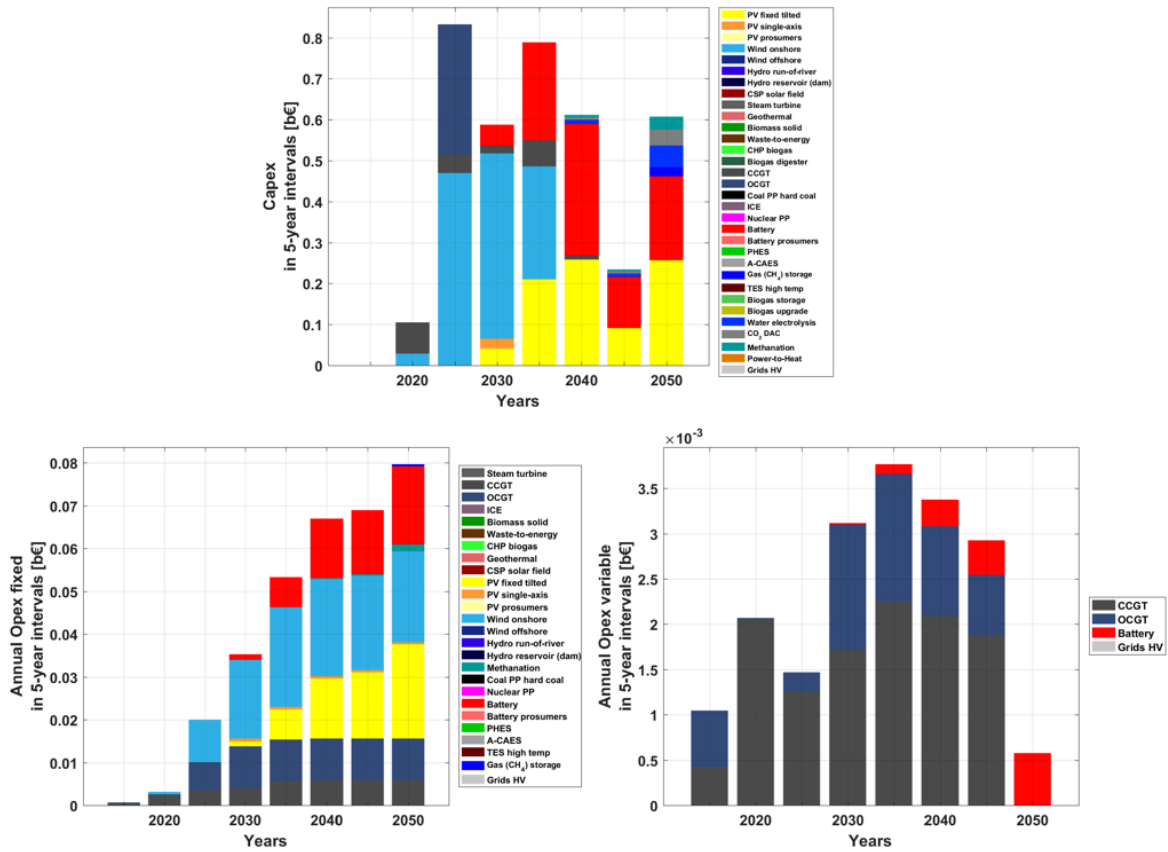 Capex
in 5-year intervals [b€]
0.8
0.7
0.6
0.5
0.4
0.3
0.2
0.1
0
2020
2030
2040
2050
Years
PV fixed tilted
PV single-axis
PV prosumers
Wind onshore
Wind offshore
Hydro run-of-river
Hydro reservoir (dam)
CSP solar field
Steam turbine
Geothermal
Biomass solid
Waste-to-energy
CHP biogas
Biogas digester
CCGT
OCGT
Coal PP hard coal
ICE
Nuclear PP
Battery
Battery prosumers
PHES
A-CAES
Gas (CH₄) storage
TES high temp
Biogas storage
Biogas upgrade
Water electrolysis
CO₂ DAC
Methanation
Power-to-Heat
Grids HV
Annual Opex fixed
in 5-year intervals [b€]
0.08
0.07
0.06
0.05
0.04
0.03
0.02
0.01
0
2020
2030
2040
2050
Years
Steam turbine
CCGT
OCGT
ICE
Biomass solid
Waste-to-energy
CHP biogas
Geothermal
CSP solar field
PV fixed tilted
PV single-axis
PV prosumers
Wind onshore
Wind offshore
Hydro run-of-river
Hydro reservoir (dam)
Methanation
Coal PP hard coal
Nuclear PP
Battery
Battery prosumers
PHES
A-CAES
TES high temp
Gas (CH₄) storage
Grids HV
Annual Opex variable
in 5-year intervals [b€]
×10⁻³
3.5
3
2.5
2
1.5
1
0.5
0
2020
2030
2040
2050
Years
CCGT
OCGT
Battery
Grids HV